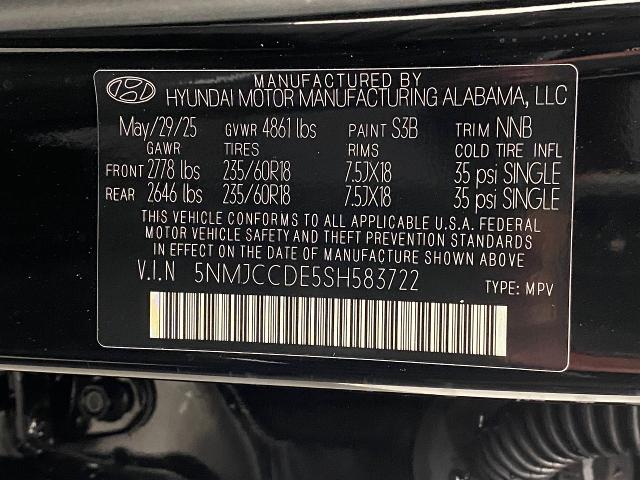 MANUFACTURED BY
HYUNDAI MOTOR MANUFACTURING ALABAMA, LLC
May/29/25 GVWR 4861 lbs PAINT S3B TRIM NNB
GAWR TIRES RIMS COLD TIRE INFL
FRONT 2778 lbs 235/60R18 7.5JX18 35 psi SINGLE
REAR 2646 lbs 235/60R18 7.5JX18 35 psi SINGLE
THIS VEHICLE CONFORMS TO ALL APPLICABLE U.S.A. FEDERAL
MOTOR VEHICLE SAFETY AND THEFT PREVENTION STANDARDS
IN EFFECT ON THE DATE OF MANUFACTURE SHOWN ABOVE
V.I.N 5NMJCCDE5SH583722
TYPE: MPV